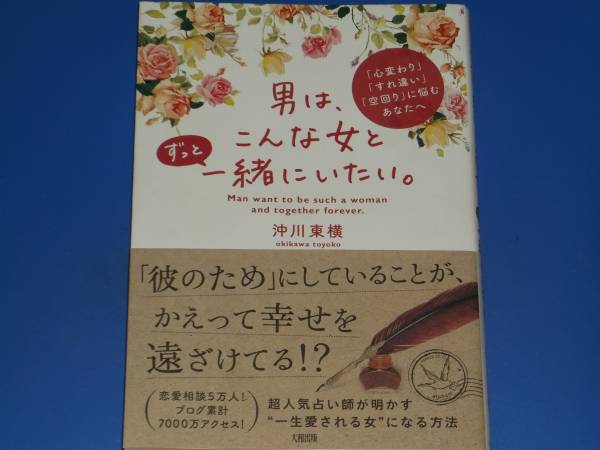 「心変わり」
「すれ違い」
「空回り」に悩む
あなたへ
男は、
こんな女と
ずっと
一緒にいたい。
Man want to be such a woman
and together forever.
沖川東横
okikawa toyoko
「彼のため」にしていることが、
かえって幸せを
遠ざけてる!?
恋愛相談5万人!
ブログ累計
7000万アクセス!
超人気占い師が明かす
“一生愛される女”になる方法
大和出版